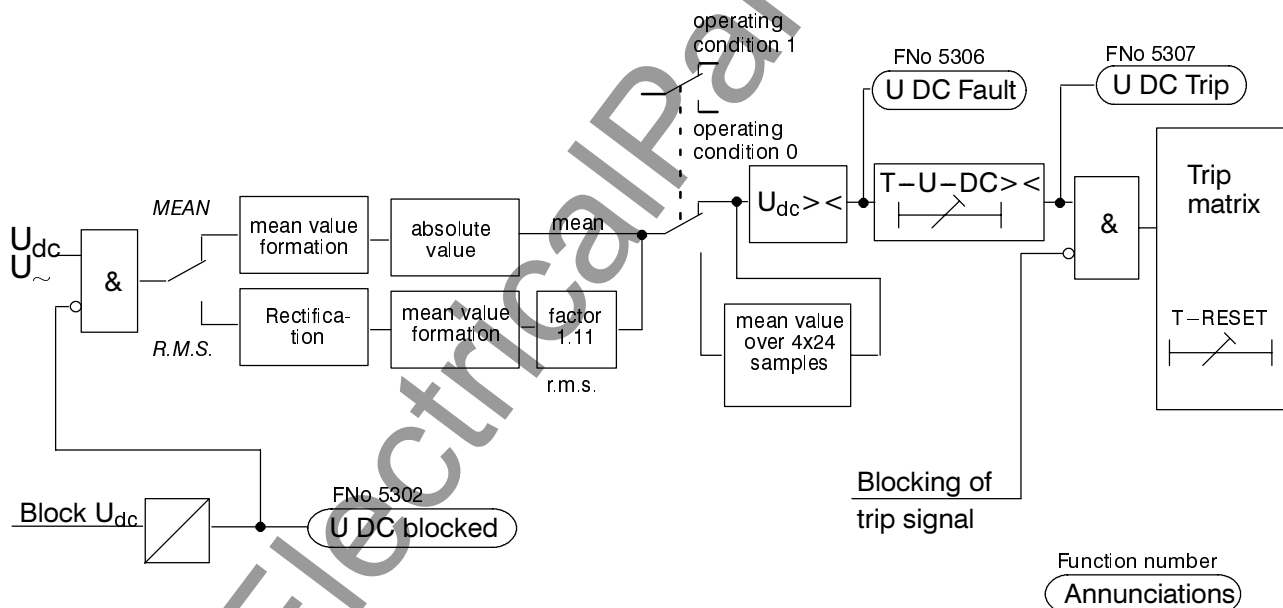 operating
condition 1
FNo 5306
U DC Fault
FNo 5307
U DC Trip
operating
condition 0
MEAN
mean value
formation
absolute
value
mean
Udc > <
T–U–DC> <
Trip
matrix
Udc
U~
&
&
R.M.S.
Rectifica–
tion
mean value
formation
factor
1.11
r.m.s.
mean value
over 4x24
samples
T–RESET
Blocking of
trip signal
FNo 5302
Block Udc
U DC blocked
Function number
Annunciations
ElectricalPa